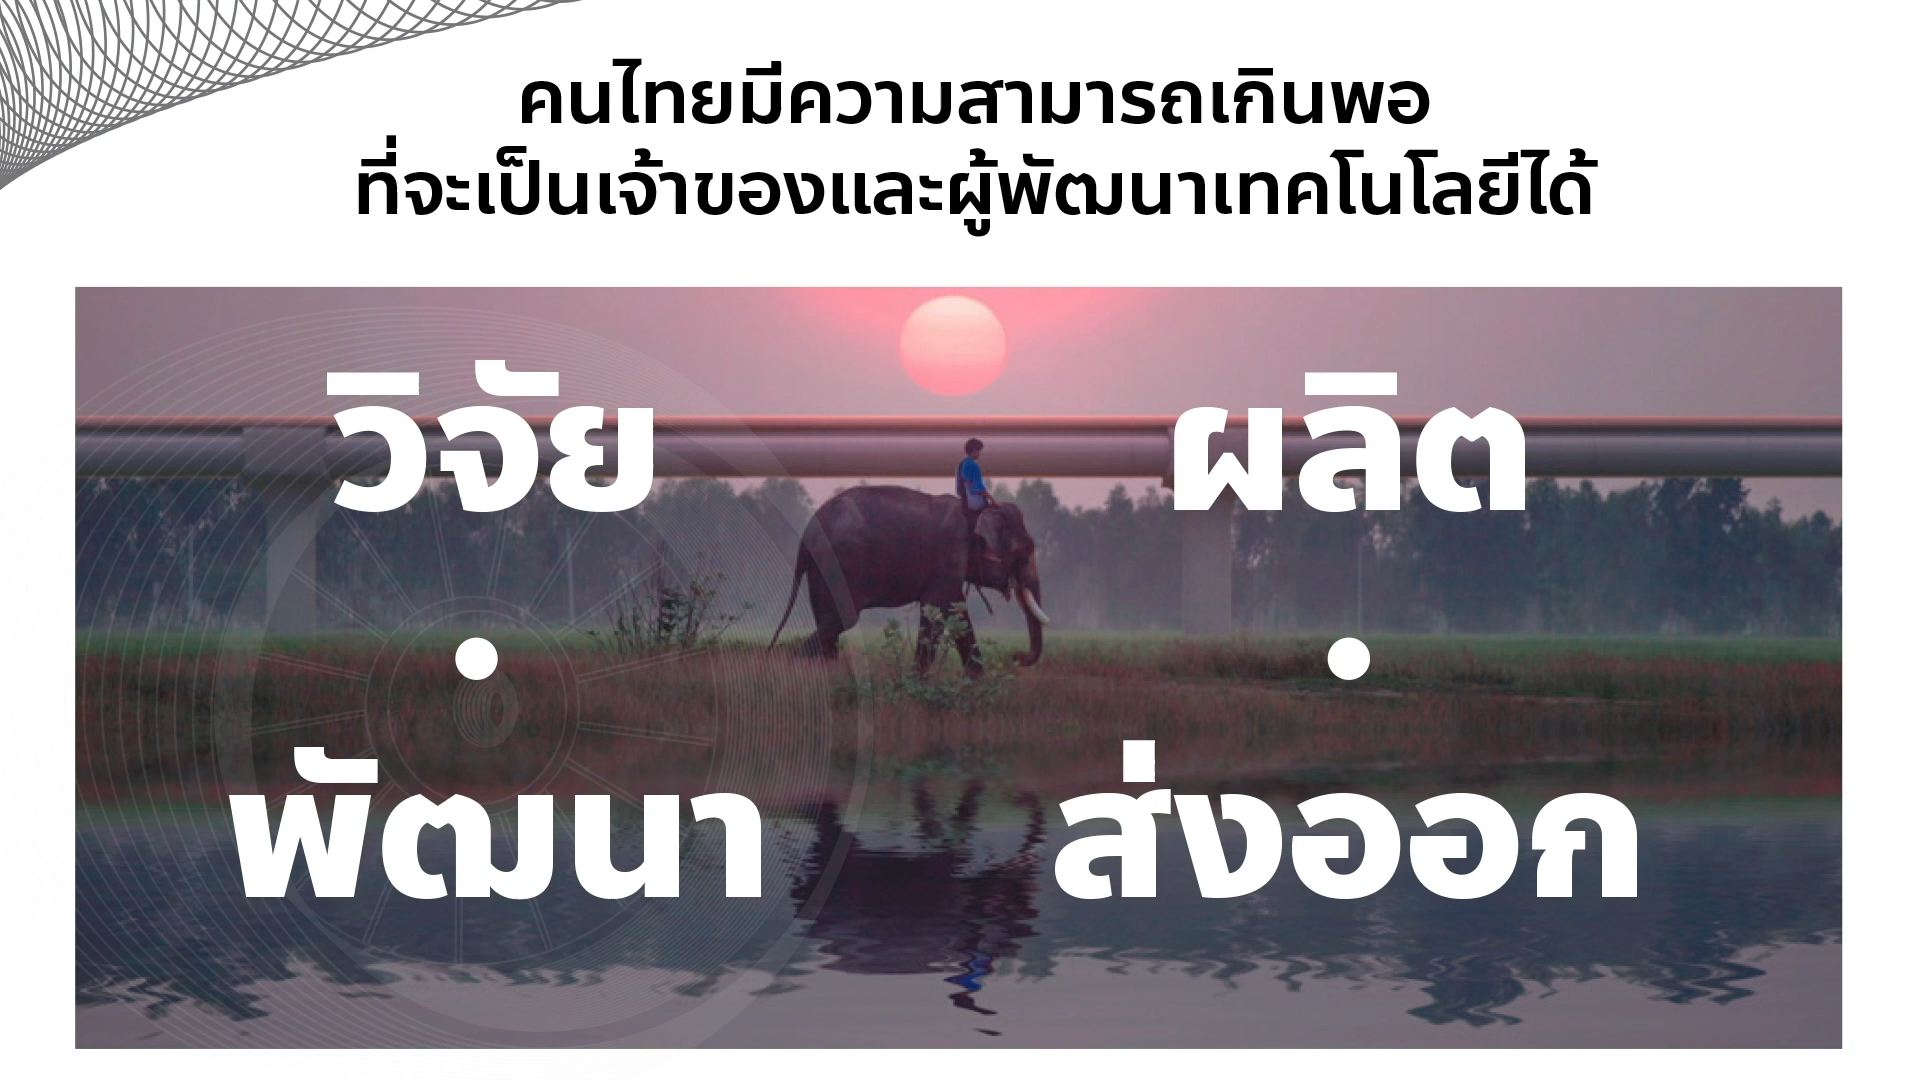 คนไทยมีความสามารถเกินพอ
ที่จะเป็นเจ้าของและผู้พัฒนาเทคโนโลยีได้
วิจัย
•
พัฒนา
ผลิต
•
ส่งออก